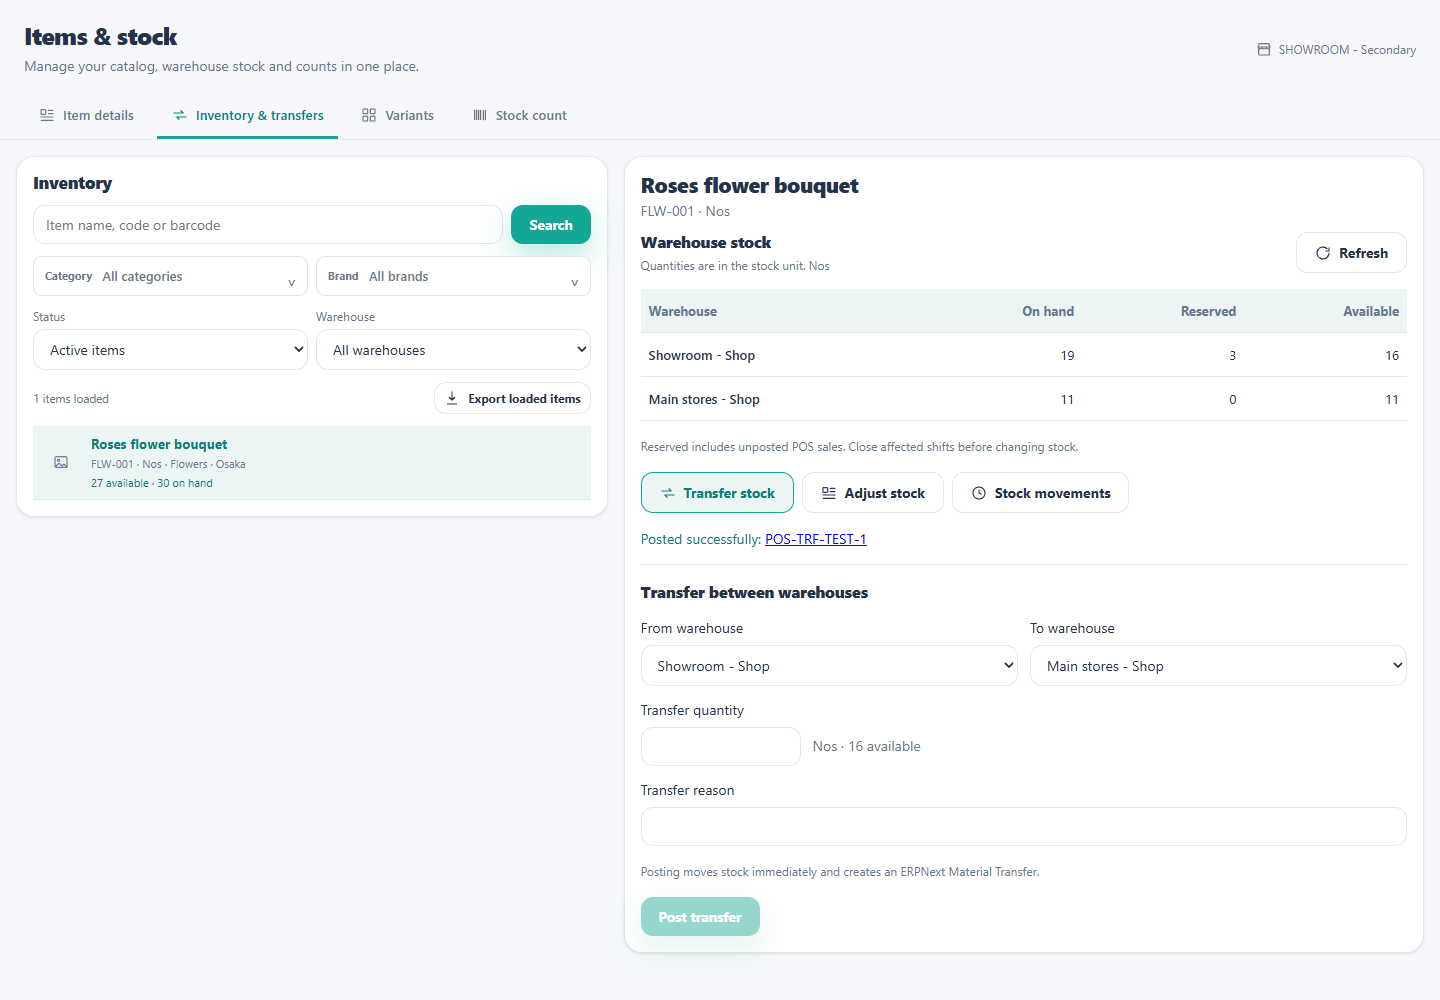 Items & stock
Manage your catalog, warehouse stock and counts in one place.
SHOWROOM - Secondary
Item details
Inventory & transfers
Variants
Stock count
Inventory
Item name, code or barcode
Search
Category All categories
Brand All brands
Status
Warehouse
Active items
All warehouses
1 items loaded
Export loaded items
Roses flower bouquet
FLW-001 · Nos · Flowers · Osaka
27 available · 30 on hand
Roses flower bouquet
FLW-001 · Nos
Warehouse stock
Quantities are in the stock unit. Nos
Refresh
Warehouse On hand Reserved Available
Showroom - Shop 19 3 16
Main stores - Shop 11 0 11
Reserved includes unposted POS sales. Close affected shifts before changing stock.
Transfer stock
Adjust stock
Stock movements
Posted successfully: POS-TRF-TEST-1
Transfer between warehouses
From warehouse
To warehouse
Showroom - Shop
Main stores - Shop
Transfer quantity
Nos · 16 available
Transfer reason
Posting moves stock immediately and creates an ERPNext Material Transfer.
Post transfer